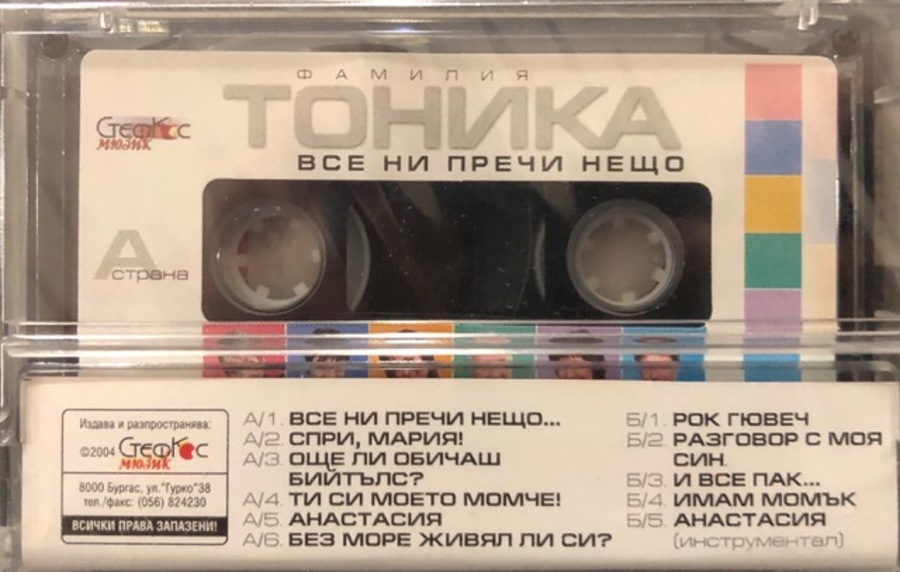 ФАМИЛИЯ
ТОНИКА
ВСЕ НИ ПРЕЧИ НЕЩО
СтефКос
мюзик
А
страна
Издава и разпространява:
©2004 СтефКос
мюзик
8000 Бургас, ул."Гурко"38
тел./факс: (056) 824230
ВСИЧКИ ПРАВА ЗАПАЗЕНИ!
А/1. ВСЕ НИ ПРЕЧИ НЕЩО...
А/2. СПРИ, МАРИЯ!
А/3. ОЩЕ ЛИ ОБИЧАШ
БИЙТЪЛС?
А/4. ТИ СИ МОЕТО МОМЧЕ!
А/5. АНАСТАСИЯ
А/6. БЕЗ МОРЕ ЖИВЯЛ ЛИ СИ?
Б/1. РОК ГЮВЕЧ
Б/2. РАЗГОВОР С МОЯ
СИН
Б/3. И ВСЕ ПАК...
Б/4. ИМАМ МОМЪК
Б/5. АНАСТАСИЯ
(инструментал)